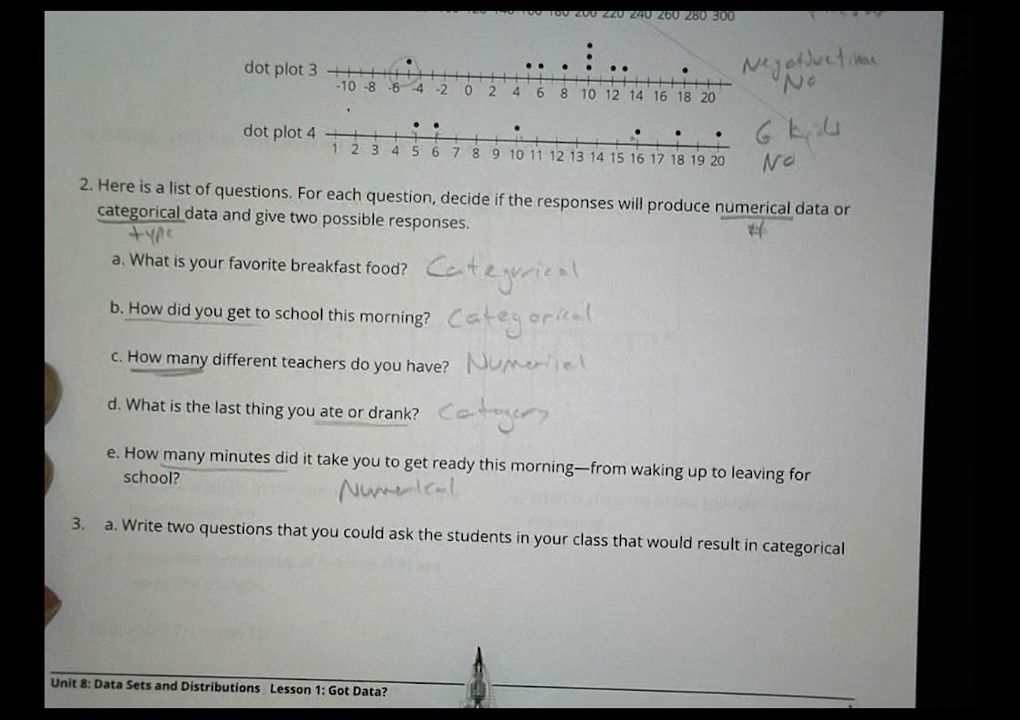 200 220 240 260 280 300
dot plot 3
-10 -8 -6 -4 -2 0 2 4 6 8 10 12 14 16 18 20
No
dot plot 4
1 2 3 4 5 6 7 8 9 10 11 12 13 14 15 16 17 18 19 20
6 kids
No
2. Here is a list of questions. For each question, decide if the responses will produce numerical data or
categorical data and give two possible responses.
type #
a. What is your favorite breakfast food? Categorical
b. How did you get to school this morning? Categorical
c. How many different teachers do you have? Numerical
d. What is the last thing you ate or drank? Category
e. How many minutes did it take you to get ready this morning—from waking up to leaving for
school?
Numerical
3. a. Write two questions that you could ask the students in your class that would result in categorical
Unit 8: Data Sets and Distributions Lesson 1: Got Data?